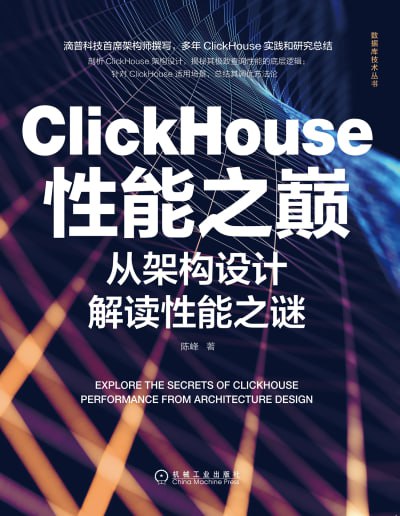 滴普科技首席架构师撰写，多年 ClickHouse 实践和研究总结
剖析 ClickHouse 架构设计，揭秘其极致查询性能的底层逻辑；
针对 ClickHouse 适用场景，总结其调优方法论
数据库技术丛书
ClickHouse
性能之巅
从架构设计
解读性能之谜
陈峰 著
EXPLORE THE SECRETS OF CLICKHOUSE
PERFORMANCE FROM ARCHITECTURE DESIGN
机械工业出版社
China Machine Press